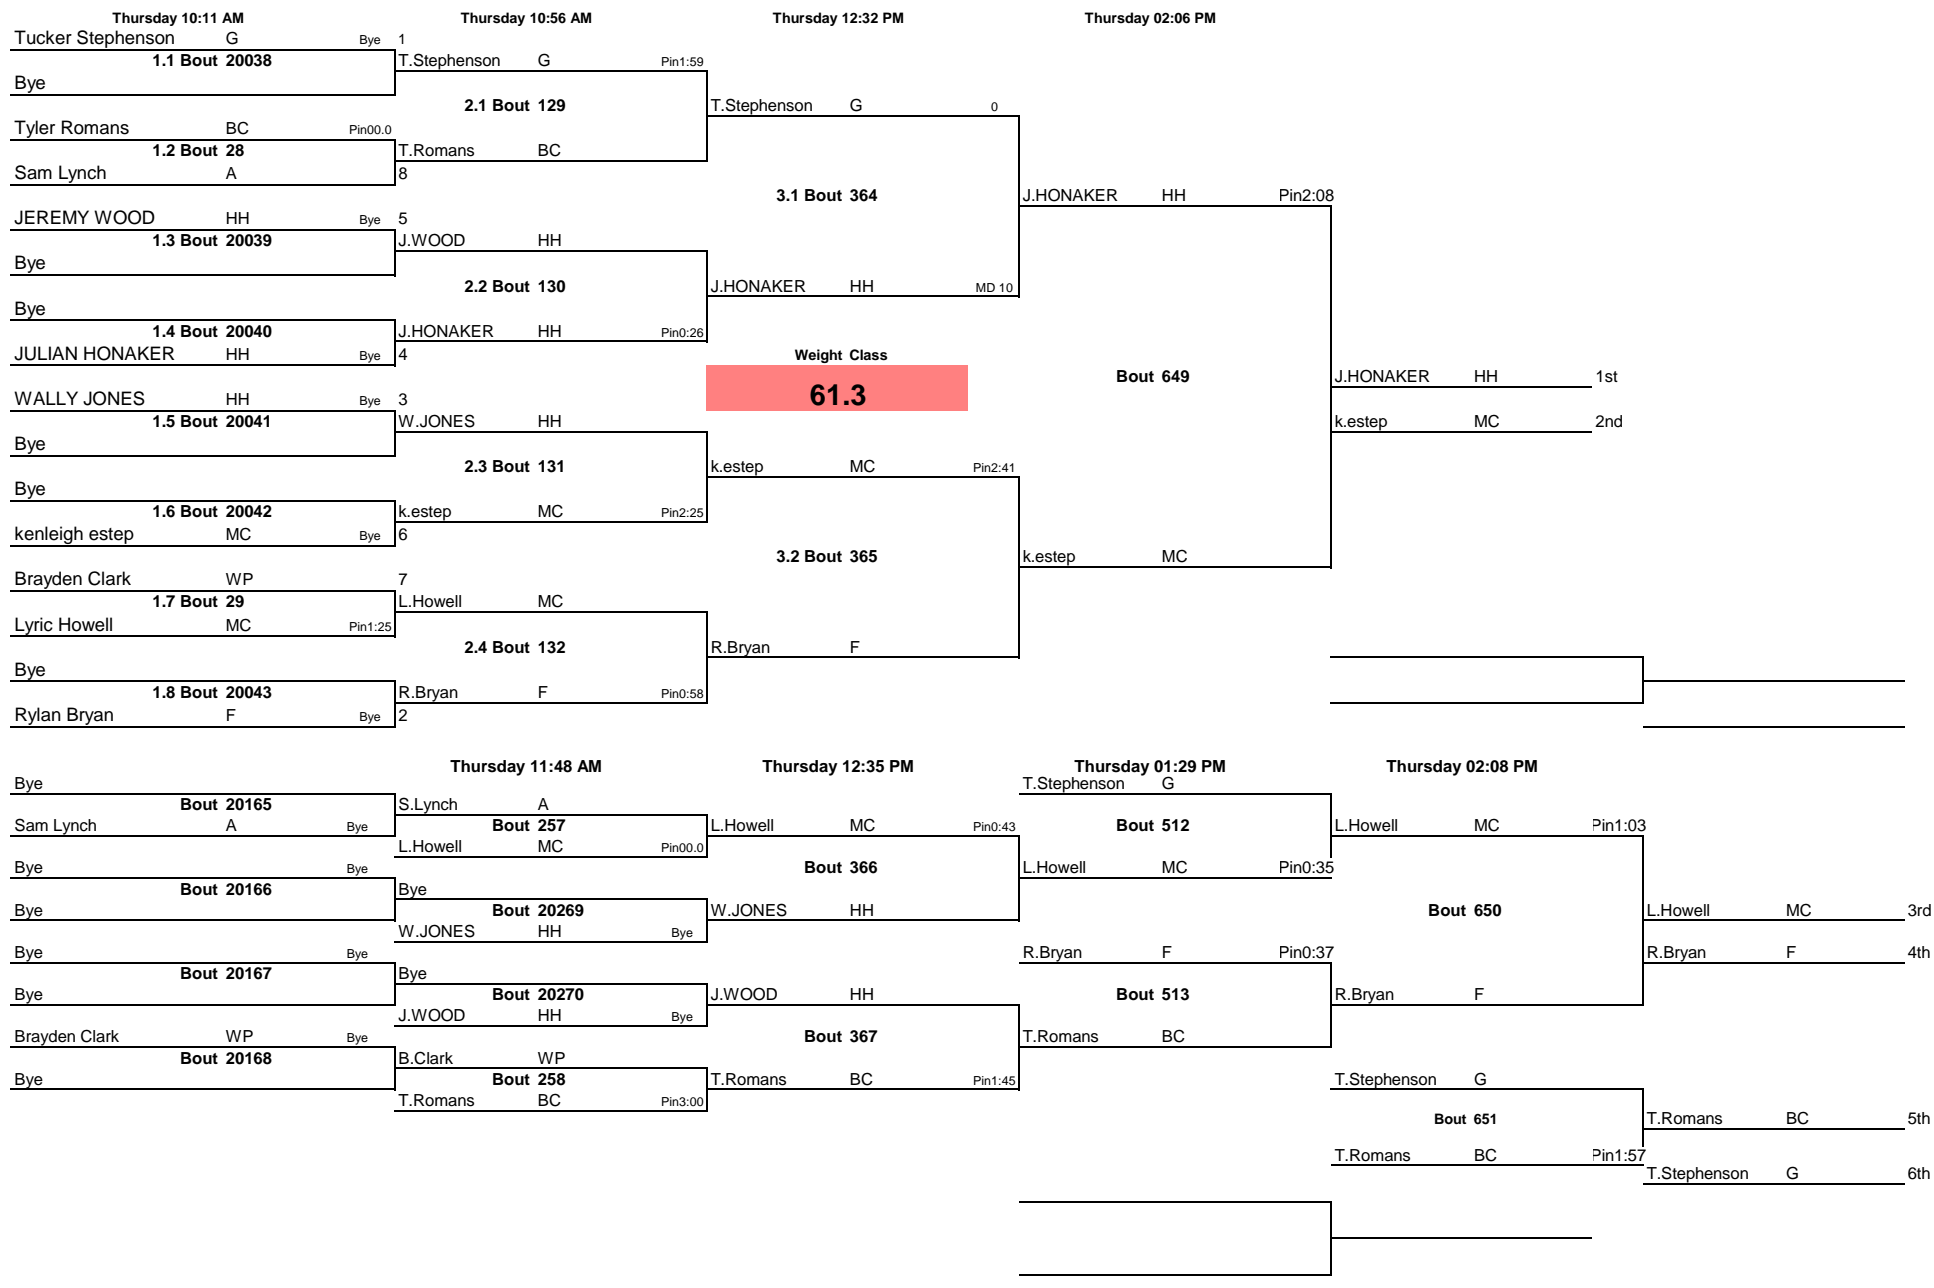 Thursday 10:11 AM Thursday 10:56 AM Thursday 12:32 PM Thursday 02:06 PM
Tucker Stephenson G Bye 1
1.1 Bout 20038 T.Stephenson G Pin1:59
Bye
2.1 Bout 129 T.Stephenson G 0
Tyler Romans BC Pin00.0
1.2 Bout 28 T.Romans BC
Sam Lynch A 8
3.1 Bout 364 J.HONAKER HH Pin2:08
JEREMY WOOD HH Bye 5
1.3 Bout 20039 J.WOOD HH
Bye
2.2 Bout 130 J.HONAKER HH MD 10
Bye
1.4 Bout 20040 J.HONAKER HH Pin0:26
JULIAN HONAKER HH Bye 4 Weight Class
Bout 649 J.HONAKER HH 1st
WALLY JONES HH Bye 3 61.3
1.5 Bout 20041 W.JONES HH k.estep MC 2nd
Bye
2.3 Bout 131 k.estep MC Pin2:41
Bye
1.6 Bout 20042 k.estep MC Pin2:25
kenleigh estep MC Bye 6
3.2 Bout 365 k.estep MC
Brayden Clark WP 7
1.7 Bout 29 L.Howell MC
Lyric Howell MC Pin1:25
2.4 Bout 132 R.Bryan F
Bye
1.8 Bout 20043 R.Bryan F Pin0:58
Rylan Bryan F Bye 2
Thursday 11:48 AM Thursday 12:35 PM Thursday 01:29 PM Thursday 02:08 PM
Bye T.Stephenson G
Bout 20165 S.Lynch A
Sam Lynch A Bye Bout 257 L.Howell MC Pin0:43 Bout 512 L.Howell MC Pin1:03
L.Howell MC Pin00.0
Bye Bye Bout 366 L.Howell MC Pin0:35
Bout 20166 Bye
Bye Bout 20269 W.JONES HH Bout 650 L.Howell MC 3rd
W.JONES HH Bye
Bye Bye R.Bryan F Pin0:37 R.Bryan F 4th
Bout 20167 Bye
Bye Bout 20270 J.WOOD HH Bout 513 R.Bryan F
J.WOOD HH Bye
Brayden Clark WP Bye Bout 367 T.Romans BC
Bout 20168 B.Clark WP
Bye Bout 258 T.Romans BC Pin1:45 T.Stephenson G
T.Romans BC Pin3:00
Bout 651 T.Romans BC 5th
T.Romans BC Pin1:57
T.Stephenson G 6th